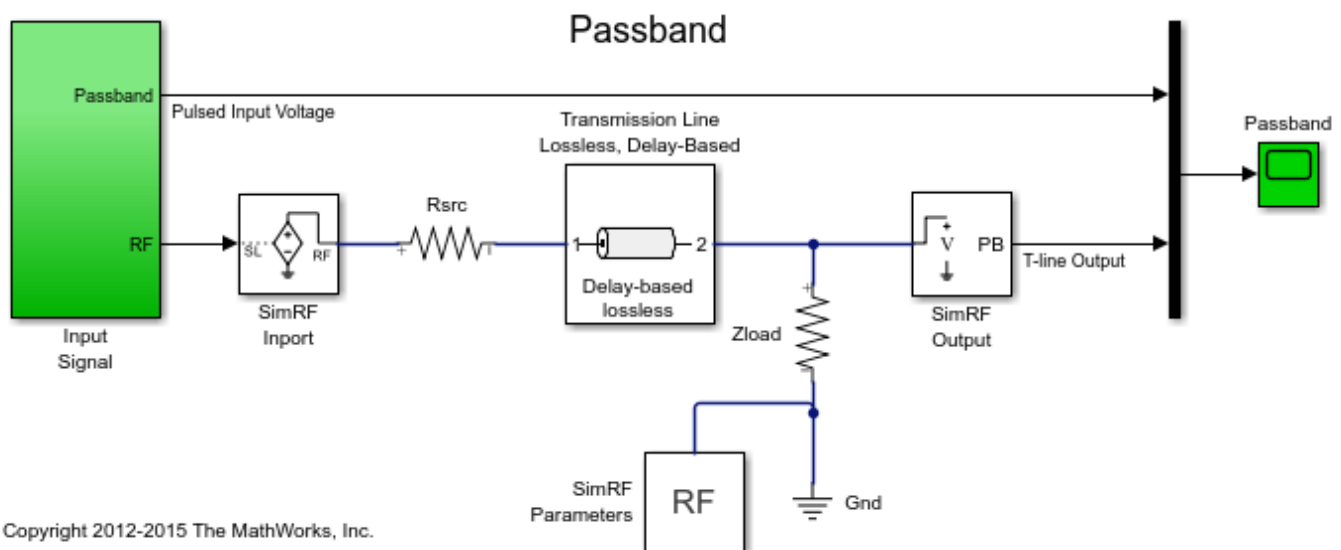 Passband
Passband
Pulsed Input Voltage
Transmission Line
Lossless, Delay-Based
Passband
Rsrc
RF
SL
RF
1
2
V
PB
T-line Output
Delay-based
lossless
SimRF
Inport
SimRF
Output
Input
Signal
Zload
SimRF
Parameters
RF
Gnd
Copyright 2012-2015 The MathWorks, Inc.